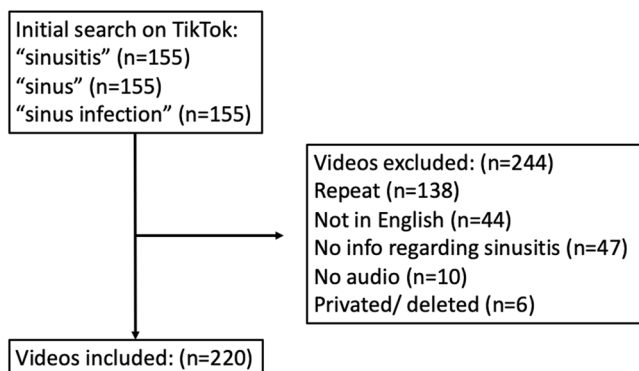 Initial search on TikTok:
“sinusitis” (n=155)
“sinus” (n=155)
“sinus infection” (n=155)
Videos excluded: (n=244)
Repeat (n=138)
Not in English (n=44)
No info regarding sinusitis (n=47)
No audio (n=10)
Privated/ deleted (n=6)
Videos included: (n=220)